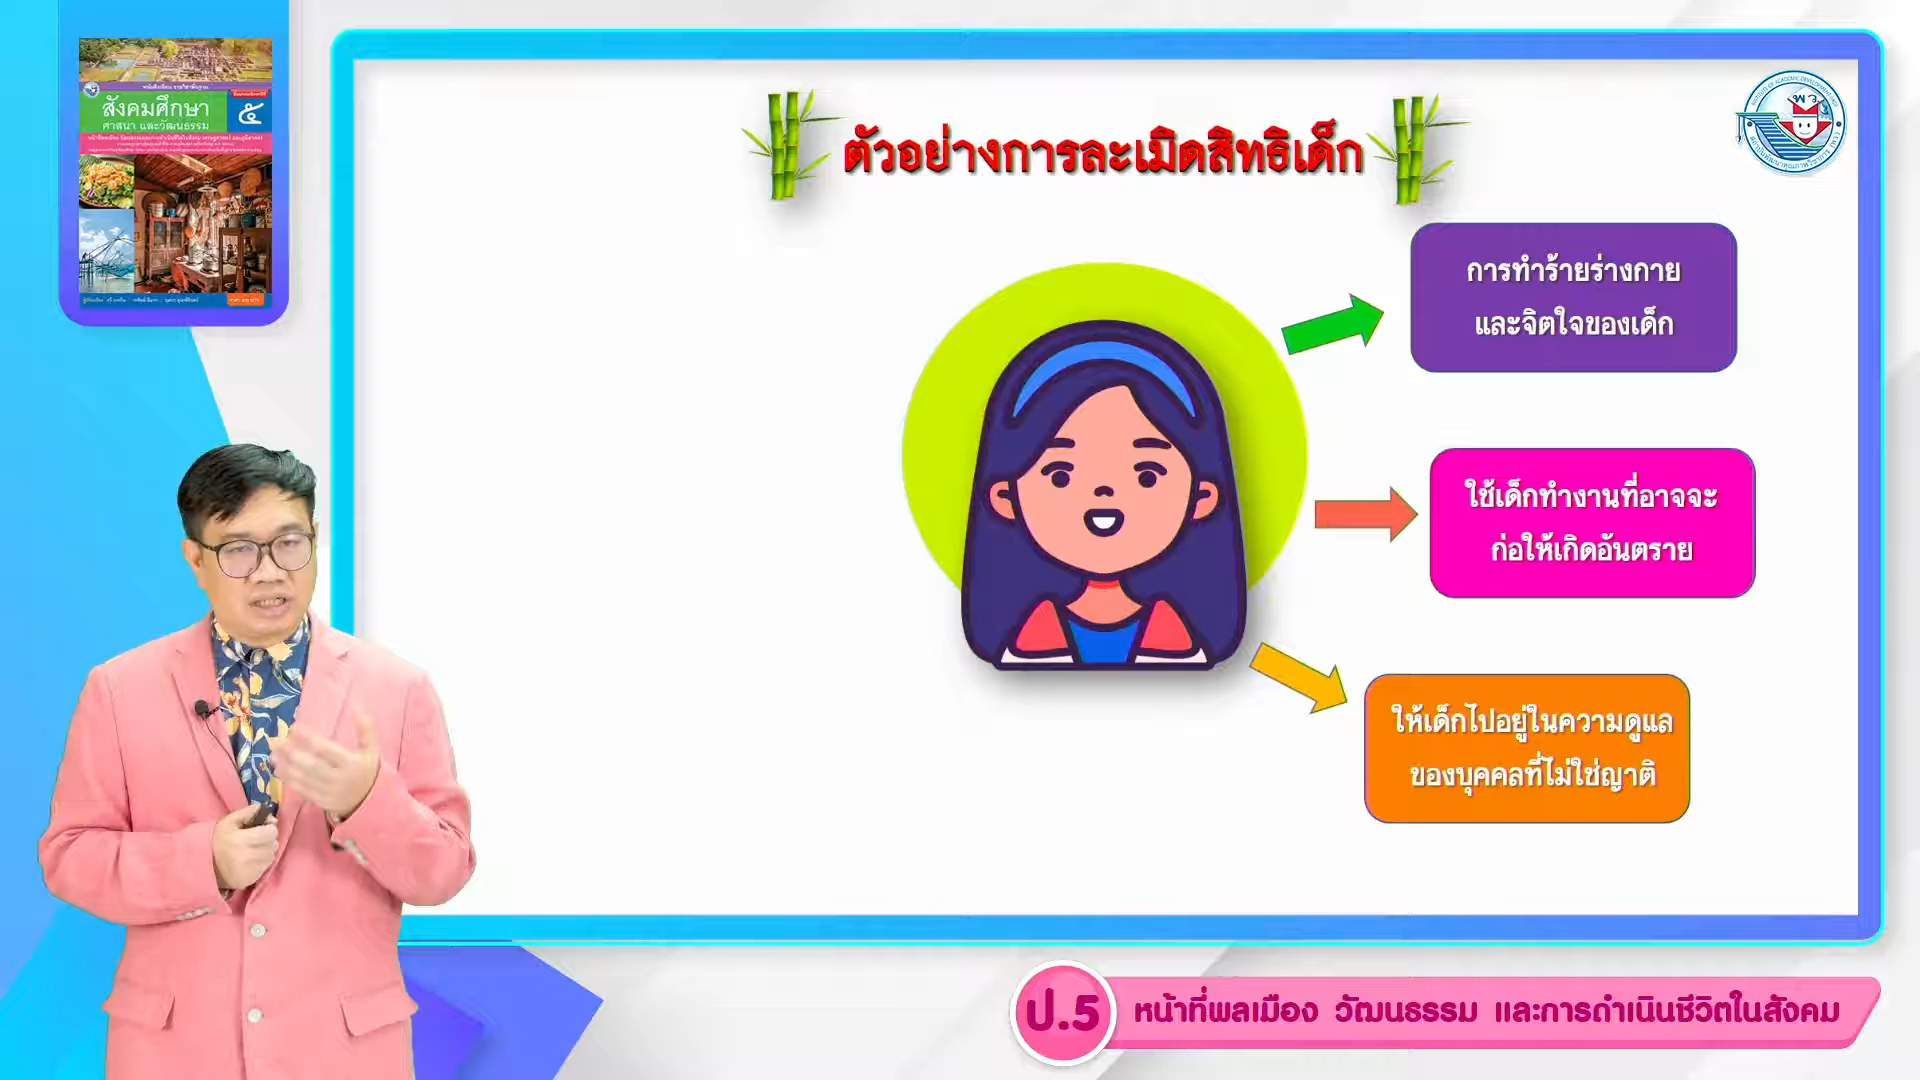 สังคมศึกษา
ศาสนา และวัฒนธรรม
๕
ตัวอย่างการละเมิดสิทธิเด็ก
พว
การทำร้ายร่างกาย
และจิตใจของเด็ก
ใช้เด็กทำงานที่อาจจะ
ก่อให้เกิดอันตราย
ให้เด็กไปอยู่ในความดูแล
ของบุคคลที่ไม่ใช่ญาติ
ป.5 หน้าที่พลเมือง วัฒนธรรม และการดำเนินชีวิตในสังคม